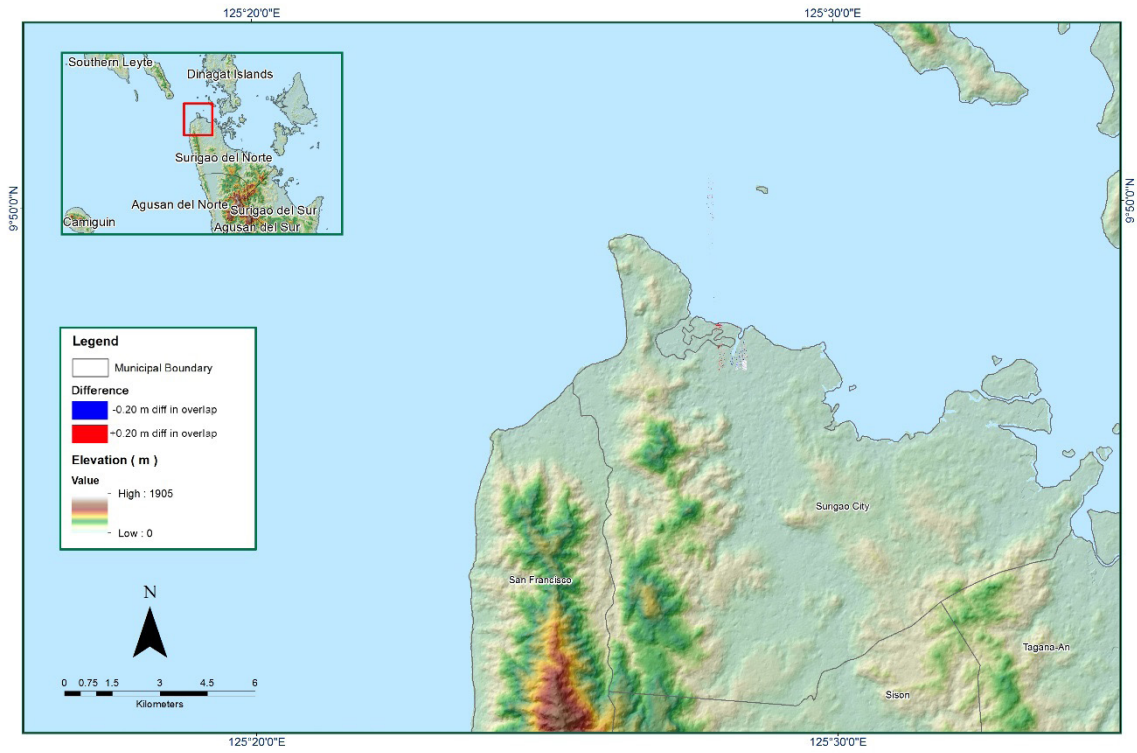 125°20'0"E
125°30'0"E
Southern Leyte
Dinagat Islands
Surigao del Norte
Agusan del Norte
Surigao del Sur
Camiguin
Agusan del Sur
9°50'0"N
9°50'0"N
Legend
Municipal Boundary
Difference
-0.20 m diff in overlap
+0.20 m diff in overlap
Elevation ( m )
Value
High : 1905
Low : 0
Surigao City
San Francisco
Tagana-An
Sison
N
0 0.75 1.5 3 4.5 6
Kilometers
125°20'0"E
125°30'0"E